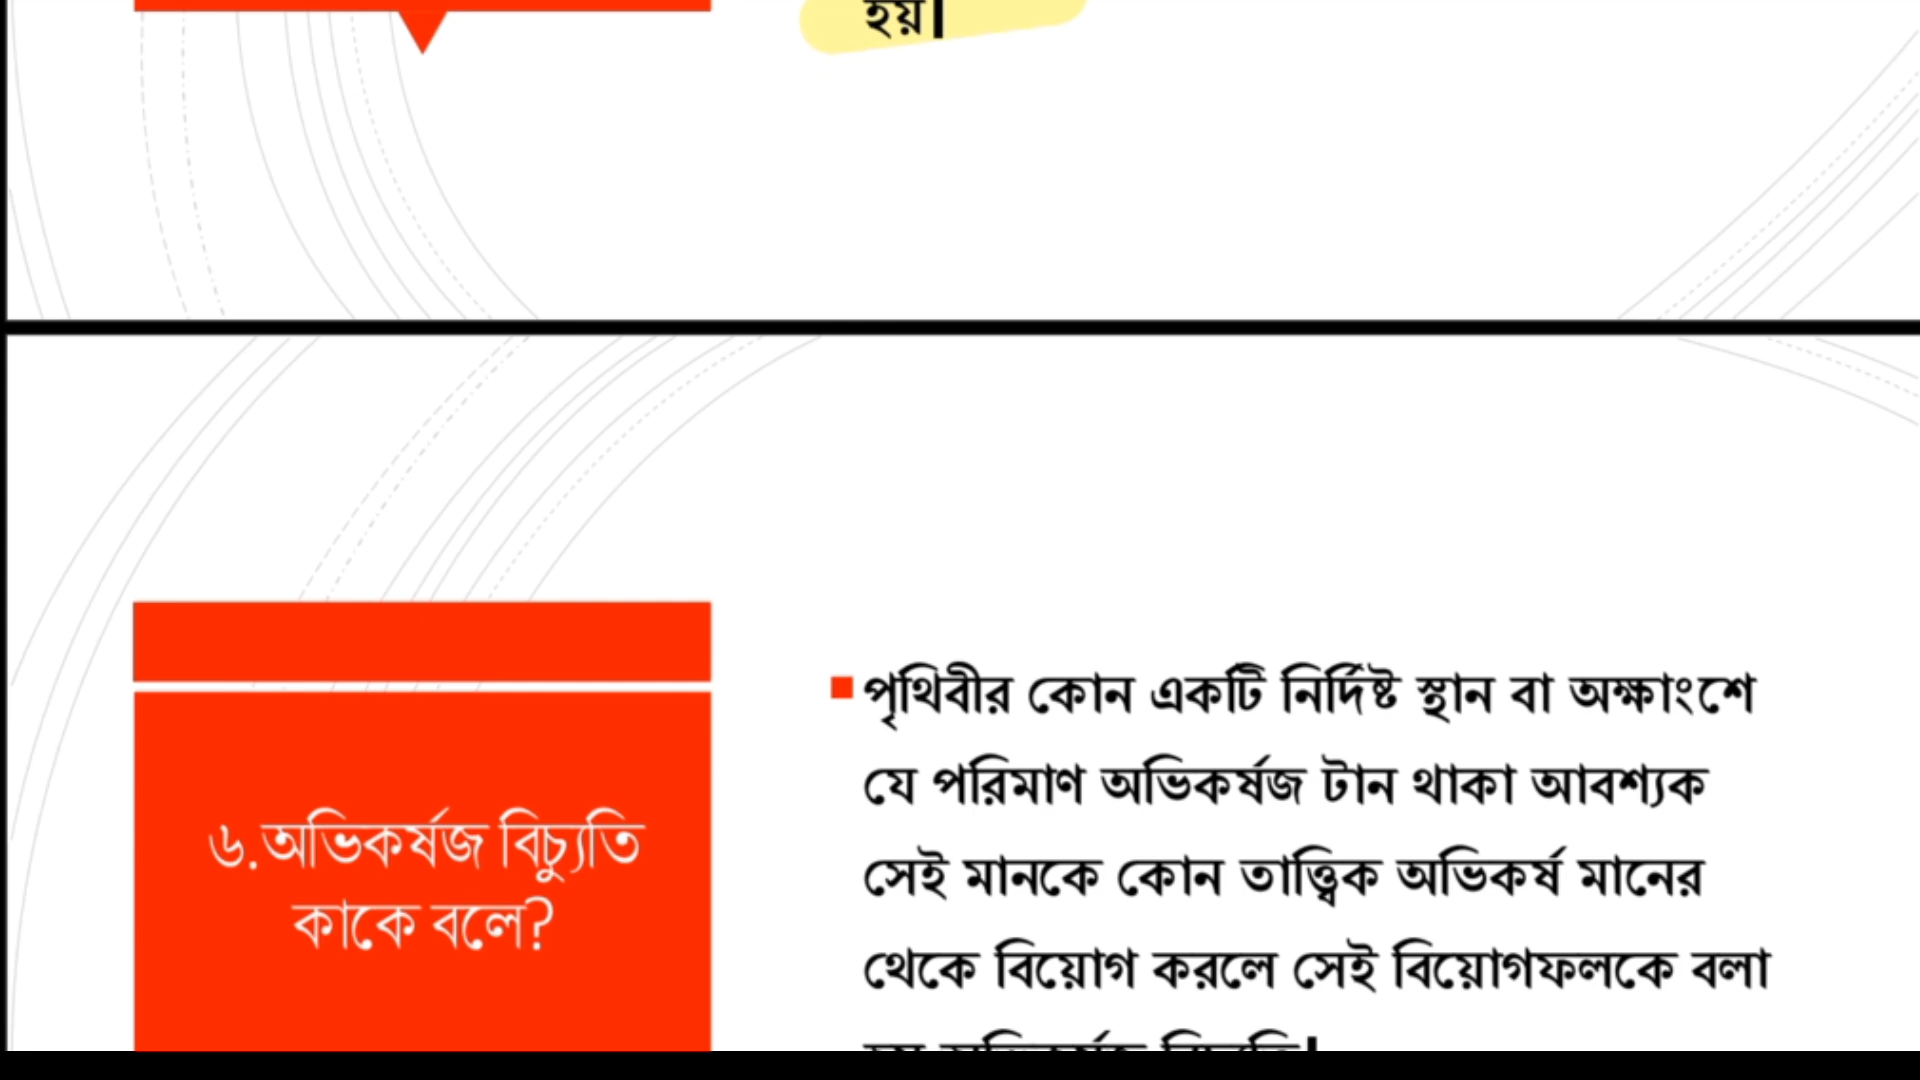 হয়।
৬.অভিকর্ষজ বিচ্যুতি
কাকে বলে?
পৃথিবীর কোন একটি নির্দিষ্ট স্থান বা অক্ষাংশে
যে পরিমাণ অভিকর্ষজ টান থাকা আবশ্যক
সেই মানকে কোন তাত্ত্বিক অভিকর্ষ মানের
থেকে বিয়োগ করলে সেই বিয়োগফলকে বলা